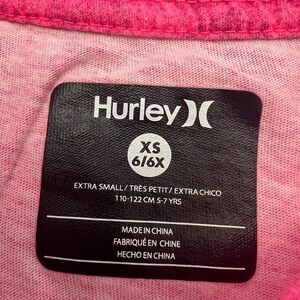 Hurley
XS
6/6X
EXTRA SMALL/ TRÈS PETIT/ EXTRA CHICO
110-122 CM 5-7 YRS
MADE IN CHINA
FABRIQUÉ EN CHINE
HECHO EN CHINA